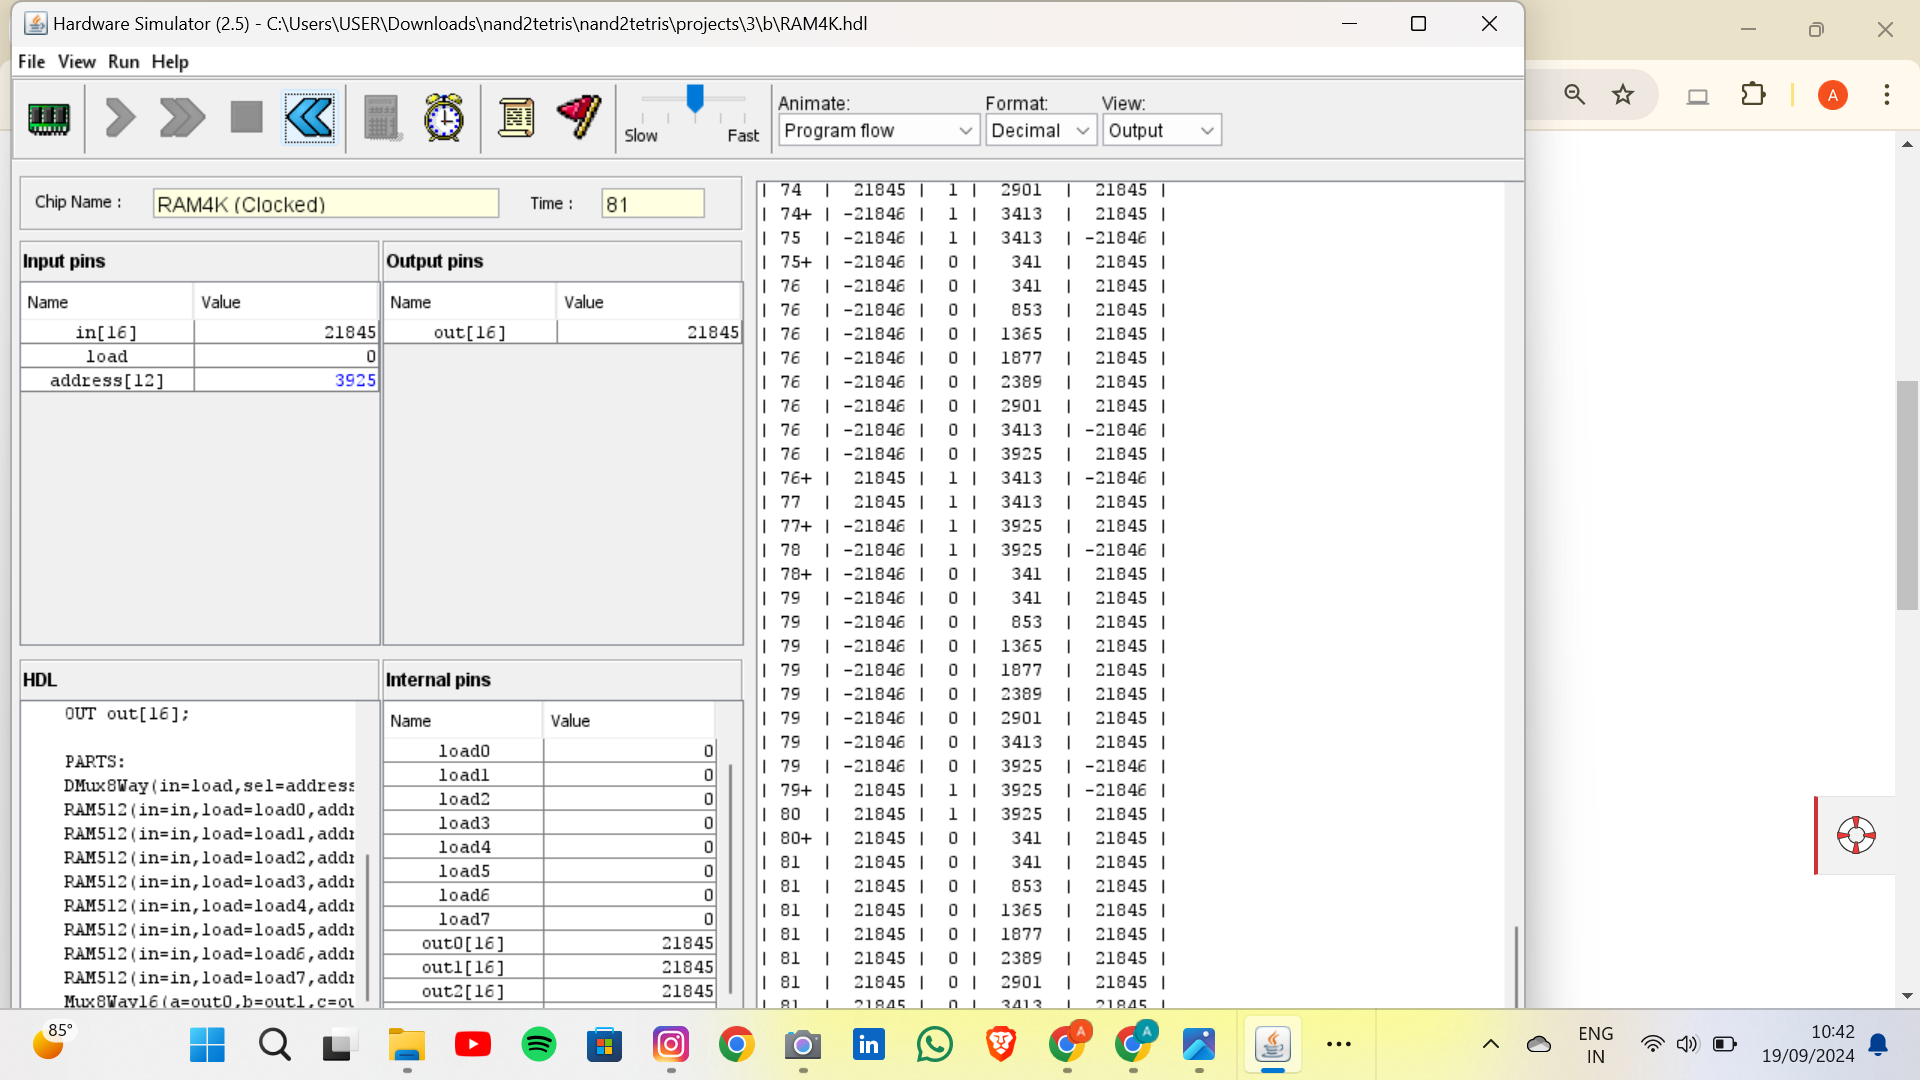 Hardware Simulator (2.5) - C:\Users\USER\Downloads\nand2tetris\nand2tetris\projects\3\b\RAM4K.hdl
File View Run Help
Animate: Format: View:
Slow Fast Program flow Decimal Output
A
Chip Name : RAM4K (Clocked) Time : 81
Input pins
Name Value
in[16] 21845
load 0
address[12] 3925
Output pins
Name Value
out[16] 21845
HDL
OUT out[16];
PARTS:
DMux8Way(in=load,sel=address
RAM512(in=in,load=load0,addr
RAM512(in=in,load=load1,addr
RAM512(in=in,load=load2,addr
RAM512(in=in,load=load3,addr
RAM512(in=in,load=load4,addr
RAM512(in=in,load=load5,addr
RAM512(in=in,load=load6,addr
RAM512(in=in,load=load7,addr
Mux8Way16(a=out0,b=out1,c=ou
Internal pins
Name Value
load0 0
load1 0
load2 0
load3 0
load4 0
load5 0
load6 0
load7 0
out0[16] 21845
out1[16] 21845
out2[16] 21845
| 74 | 21845 | 1 | 2901 | 21845 |
| 74+ | -21846 | 1 | 3413 | 21845 |
| 75 | -21846 | 1 | 3413 | -21846 |
| 75+ | -21846 | 0 | 341 | 21845 |
| 76 | -21846 | 0 | 341 | 21845 |
| 76 | -21846 | 0 | 853 | 21845 |
| 76 | -21846 | 0 | 1365 | 21845 |
| 76 | -21846 | 0 | 1877 | 21845 |
| 76 | -21846 | 0 | 2389 | 21845 |
| 76 | -21846 | 0 | 2901 | 21845 |
| 76 | -21846 | 0 | 3413 | -21846 |
| 76 | -21846 | 0 | 3925 | 21845 |
| 76+ | 21845 | 1 | 3413 | -21846 |
| 77 | 21845 | 1 | 3413 | 21845 |
| 77+ | -21846 | 1 | 3925 | 21845 |
| 78 | -21846 | 1 | 3925 | -21846 |
| 78+ | -21846 | 0 | 341 | 21845 |
| 79 | -21846 | 0 | 341 | 21845 |
| 79 | -21846 | 0 | 853 | 21845 |
| 79 | -21846 | 0 | 1365 | 21845 |
| 79 | -21846 | 0 | 1877 | 21845 |
| 79 | -21846 | 0 | 2389 | 21845 |
| 79 | -21846 | 0 | 2901 | 21845 |
| 79 | -21846 | 0 | 3413 | 21845 |
| 79 | -21846 | 0 | 3925 | -21846 |
| 79+ | 21845 | 1 | 3925 | -21846 |
| 80 | 21845 | 1 | 3925 | 21845 |
| 80+ | 21845 | 0 | 341 | 21845 |
| 81 | 21845 | 0 | 341 | 21845 |
| 81 | 21845 | 0 | 853 | 21845 |
| 81 | 21845 | 0 | 1365 | 21845 |
| 81 | 21845 | 0 | 1877 | 21845 |
| 81 | 21845 | 0 | 2389 | 21845 |
| 81 | 21845 | 0 | 2901 | 21845 |
| 81 | 21845 | 0 | 3413 | 21845 |
85°
in
A
A
ENG
IN
10:42
19/09/2024